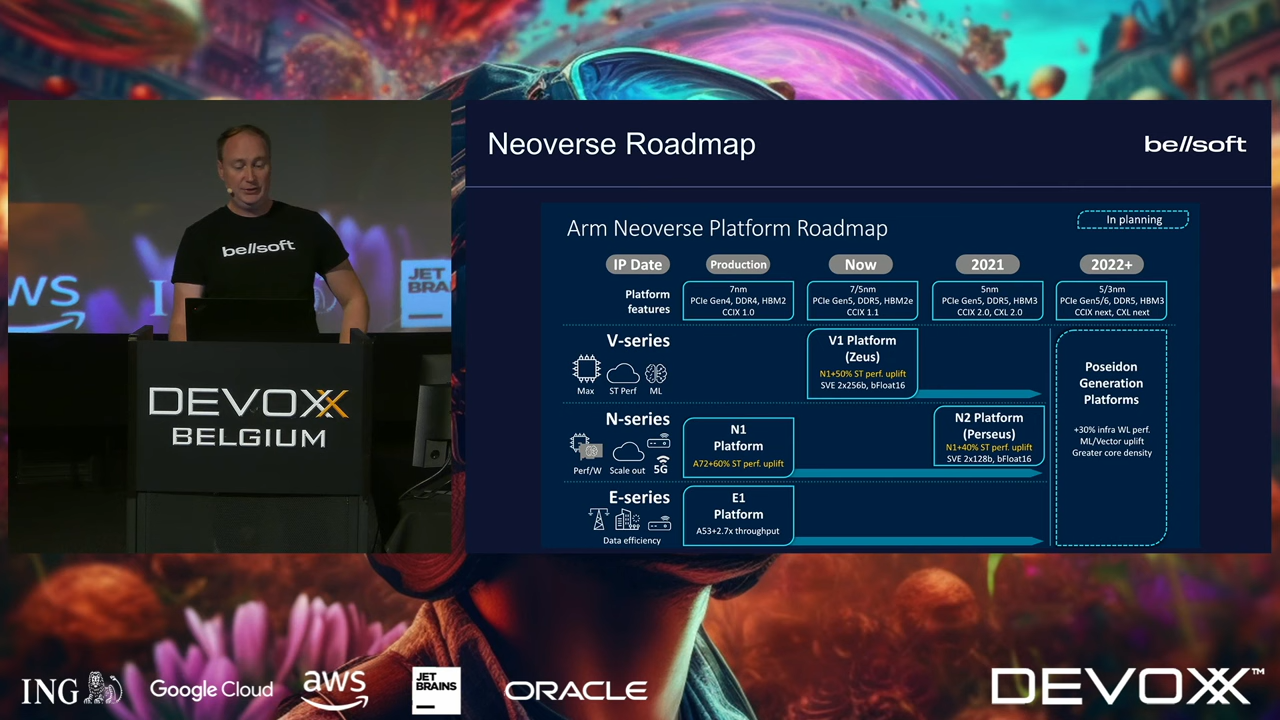 Neoverse Roadmap
bellsoft
Arm Neoverse Platform Roadmap
In planning
IP Date
Production
Now
2021
2022+
Platform
features
7nm
PCIe Gen4, DDR4, HBM2
CCIX 1.0
7/5nm
PCIe Gen5, DDR5, HBM2e
CCIX 1.1
5nm
PCIe Gen5, DDR5, HBM3
CCIX 2.0, CXL 2.0
5/3nm
PCIe Gen5/6, DDR5, HBM3
CCIX next, CXL next
V-series
Max
ST Perf
ML
V1 Platform
(Zeus)
N1+50% ST perf. uplift
SVE 2x256b, bFloat16
Poseidon
Generation
Platforms
+30% infra WL perf.
ML/Vector uplift
Greater core density
N-series
Perf/W
Scale out
5G
N1
Platform
A72+60% ST perf. uplift
N2 Platform
(Perseus)
N1+40% ST perf. uplift
SVE 2x128b, bFloat16
E-series
Data efficiency
E1
Platform
A53+2.7x throughput
bellsoft
ws
I
JET
BRA
DEVOXX
BELGIUM
ING
Google Cloud
aws
JET
BRAINS
ORACLE
DEVOXX™